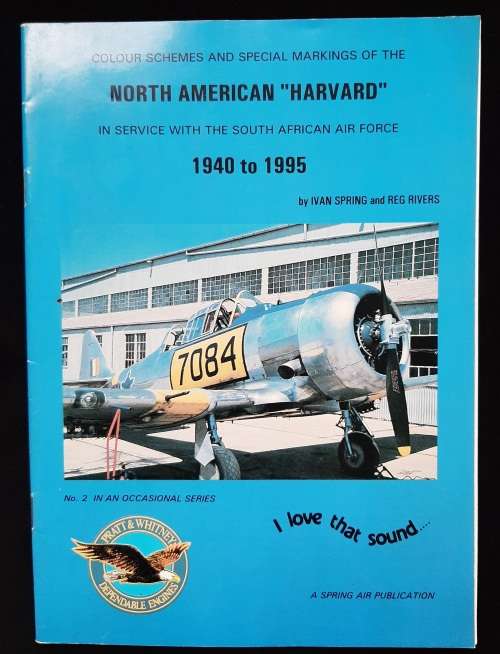 COLOUR SCHEMES AND SPECIAL MARKINGS OF THE
NORTH AMERICAN "HARVARD"
IN SERVICE WITH THE SOUTH AFRICAN AIR FORCE
1940 to 1995
by IVAN SPRING and REG RIVERS
7084
No. 2 IN AN OCCASIONAL SERIES
I love that sound....
PRATT & WHITNEY
DEPENDABLE ENGINES
A SPRING AIR PUBLICATION